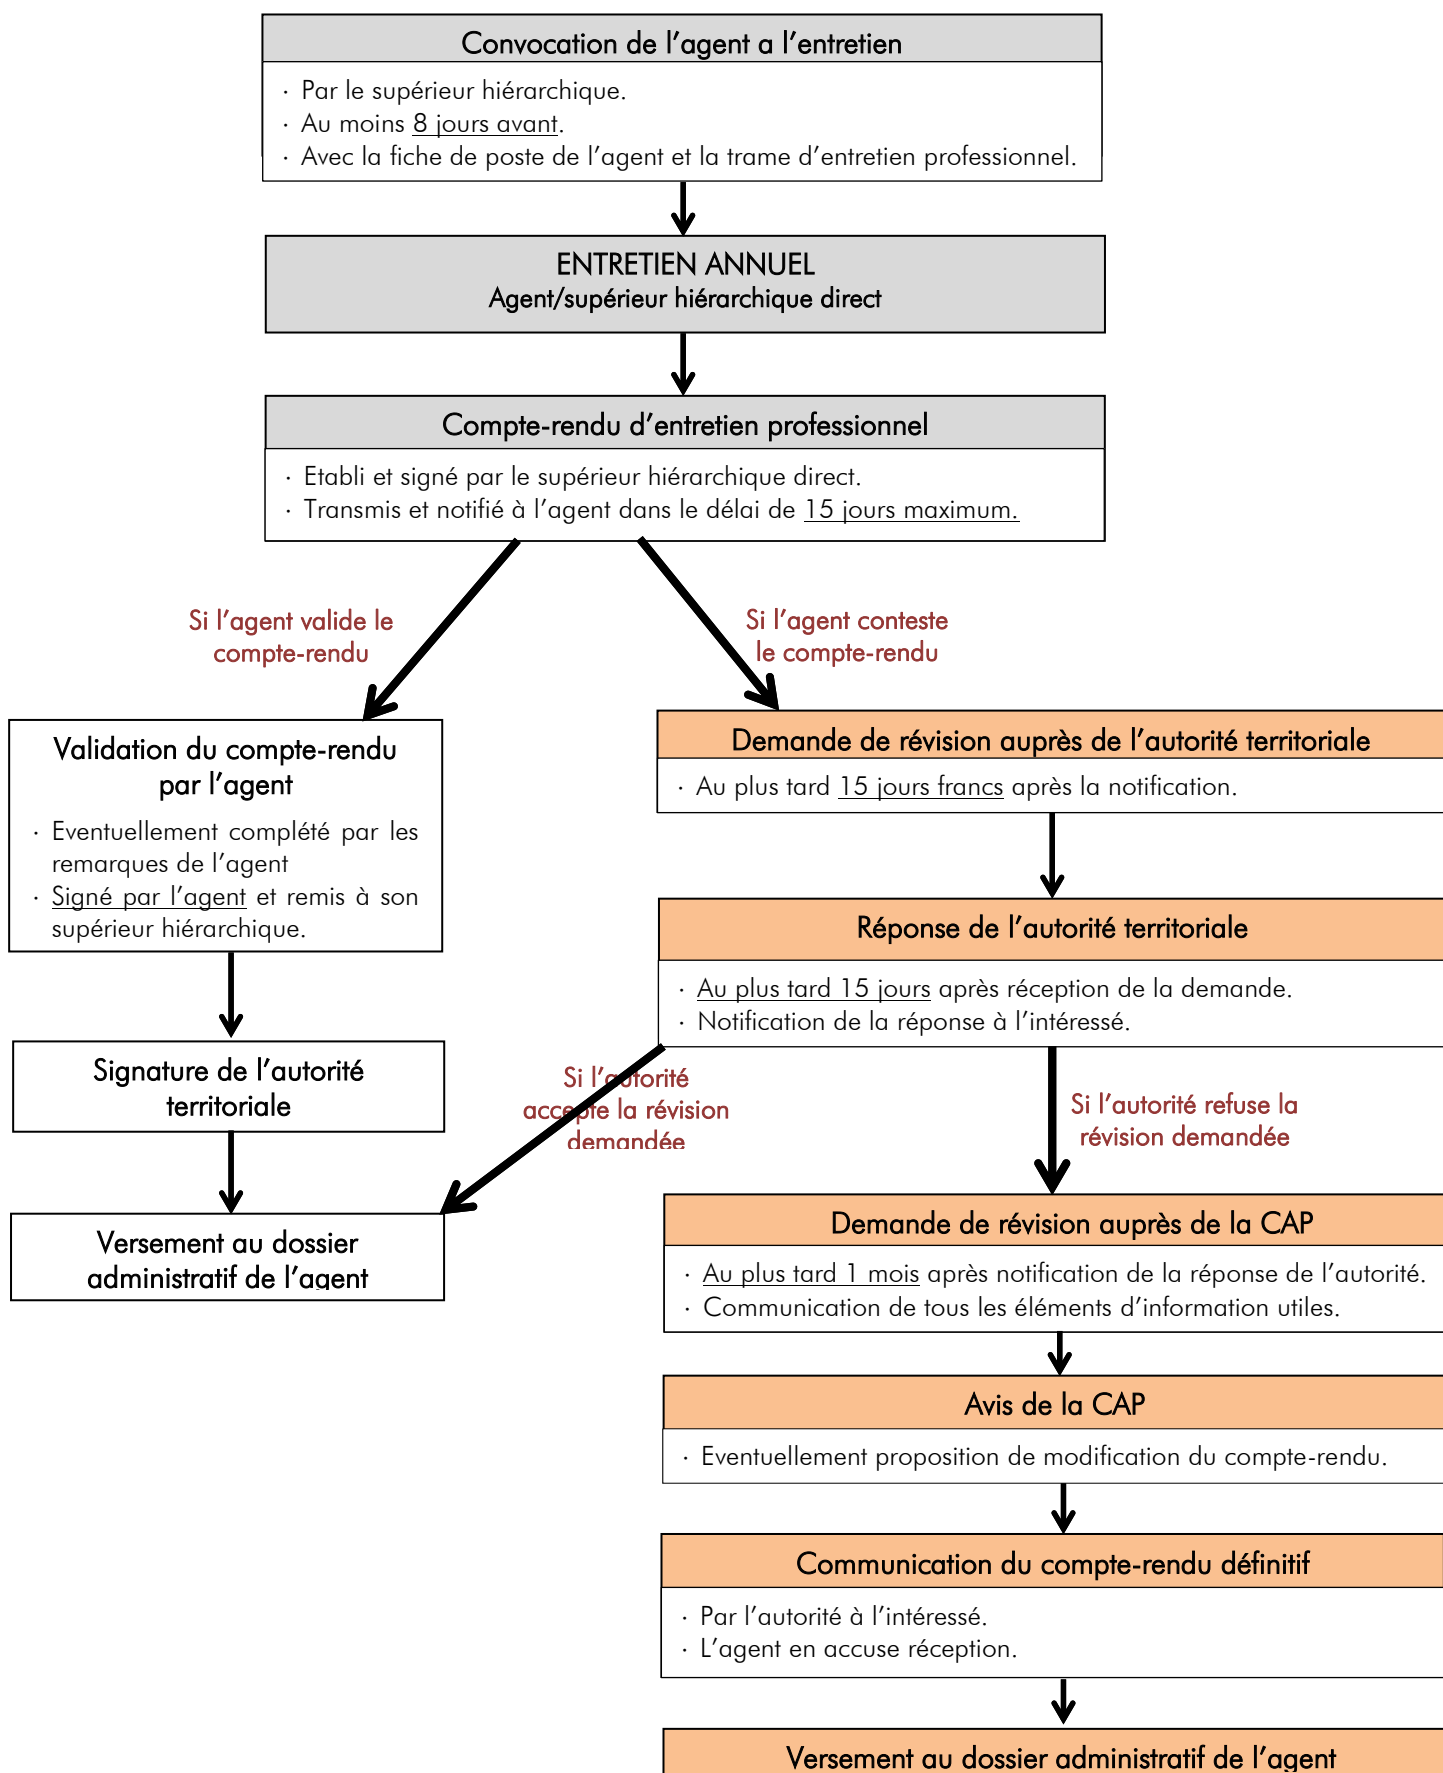 Convocation de l’agent a l’entretien
· Par le supérieur hiérarchique.
· Au moins 8 jours avant.
· Avec la fiche de poste de l’agent et la trame d’entretien professionnel.
ENTRETIEN ANNUEL
Agent/supérieur hiérarchique direct
Compte-rendu d’entretien professionnel
· Etabli et signé par le supérieur hiérarchique direct.
· Transmis et notifié à l’agent dans le délai de 15 jours maximum.
Si l’agent valide le
compte-rendu
Si l’agent conteste
le compte-rendu
Validation du compte-rendu
par l’agent
· Eventuellement complété par les
remarques de l’agent
· Signé par l’agent et remis à son
supérieur hiérarchique.
Signature de l’autorité
territoriale
Versement au dossier
administratif de l’agent
Demande de révision auprès de l’autorité territoriale
· Au plus tard 15 jours francs après la notification.
Réponse de l’autorité territoriale
· Au plus tard 15 jours après réception de la demande.
· Notification de la réponse à l’intéressé.
Si l’autorité
accepte la révision
demandée
Si l’autorité refuse la
révision demandée
Demande de révision auprès de la CAP
· Au plus tard 1 mois après notification de la réponse de l’autorité.
· Communication de tous les éléments d’information utiles.
Avis de la CAP
· Eventuellement proposition de modification du compte-rendu.
Communication du compte-rendu définitif
· Par l’autorité à l’intéressé.
· L’agent en accuse réception.
Versement au dossier administratif de l’agent